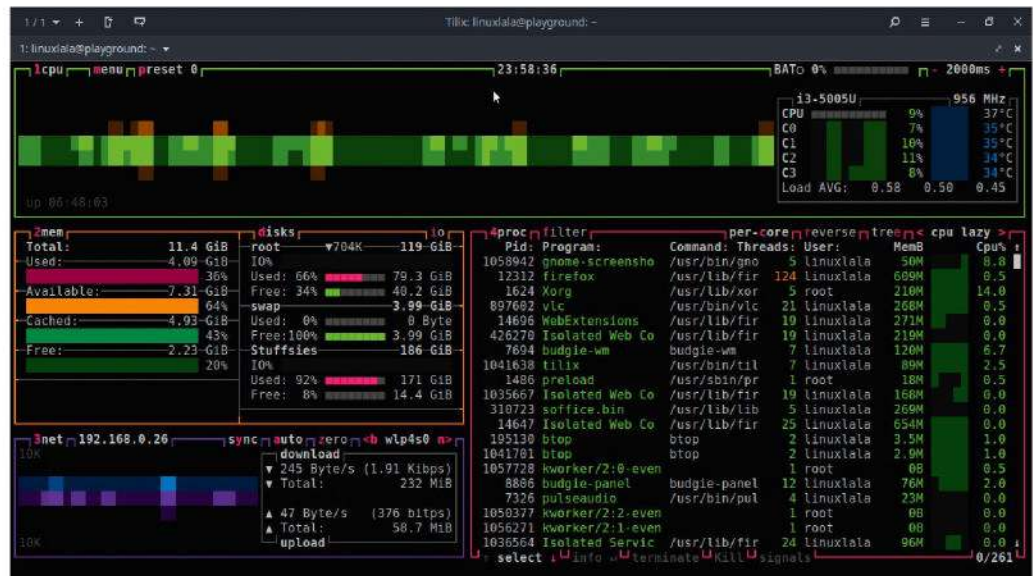 1 / 1
Tilix: linuxlala@playground: ~
1: linuxlala@playground: ~
1cpu menu preset 0 23:58:36 BAT 0% - 2000ms +
i3-5005U 956 MHz
CPU 9% 37°C
C0 7% 35°C
C1 10% 35°C
C2 11% 34°C
C3 8% 34°C
Load AVG: 0.58 0.50 0.45
up 06:48:03
2mem
Total: 11.4 GiB
Used: 4.09 GiB
36%
Available: 7.31 GiB
64%
Cached: 4.93 GiB
43%
Free: 2.23 GiB
20%
disks io
root ▼704K 119 GiB
IO%
Used: 66% 79.3 GiB
Free: 34% 40.2 GiB
swap 3.99 GiB
Used: 0% 0 Byte
Free:100% 3.99 GiB
Stuffsies 186 GiB
IO%
Used: 92% 171 GiB
Free: 8% 14.4 GiB
3net 192.168.0.26 sync auto zero <b wlp4s0 n>
10K
download
▼ 245 Byte/s (1.91 Kibps)
▼ Total: 232 MiB
▲ 47 Byte/s (376 bitps)
▲ Total: 58.7 MiB
upload
10K
4proc filter per-core reverse tree < cpu lazy >
Pid: Program: Command: Threads: User: MemB Cpu% ↑
1058942 gnome-screensho /usr/bin/gno 5 linuxlala 50M 8.8
12312 firefox /usr/lib/fir 124 linuxlala 609M 0.5
1624 Xorg /usr/lib/xor 5 root 210M 14.0
897602 vlc /usr/bin/vlc 21 linuxlala 268M 0.5
14696 WebExtensions /usr/lib/fir 19 linuxlala 271M 0.0
426270 Isolated Web Co /usr/lib/fir 19 linuxlala 219M 0.0
7694 budgie-wm budgie-wm 7 linuxlala 120M 6.7
1041638 tilix /usr/bin/til 7 linuxlala 89M 2.5
1486 preload /usr/sbin/pr 1 root 18M 0.5
1035667 Isolated Web Co /usr/lib/fir 19 linuxlala 168M 0.0
310723 soffice.bin /usr/lib/lib 5 linuxlala 269M 0.0
14647 Isolated Web Co /usr/lib/fir 25 linuxlala 654M 0.0
195130 btop btop 2 linuxlala 3.5M 1.0
1041701 btop btop 2 linuxlala 2.9M 1.0
1057728 kworker/2:0-even 1 root 0B 0.5
8806 budgie-panel budgie-panel 12 linuxlala 76M 2.0
7326 pulseaudio /usr/bin/pul 4 linuxlala 23M 0.0
1050377 kworker/2:2-even 1 root 0B 0.0
1056271 kworker/2:1-even 1 root 0B 0.0
1036564 Isolated Servic /usr/lib/fir 24 linuxlala 96M 0.0 ↓
↑ select ↓ info ↵ terminate Kill signals 0/261